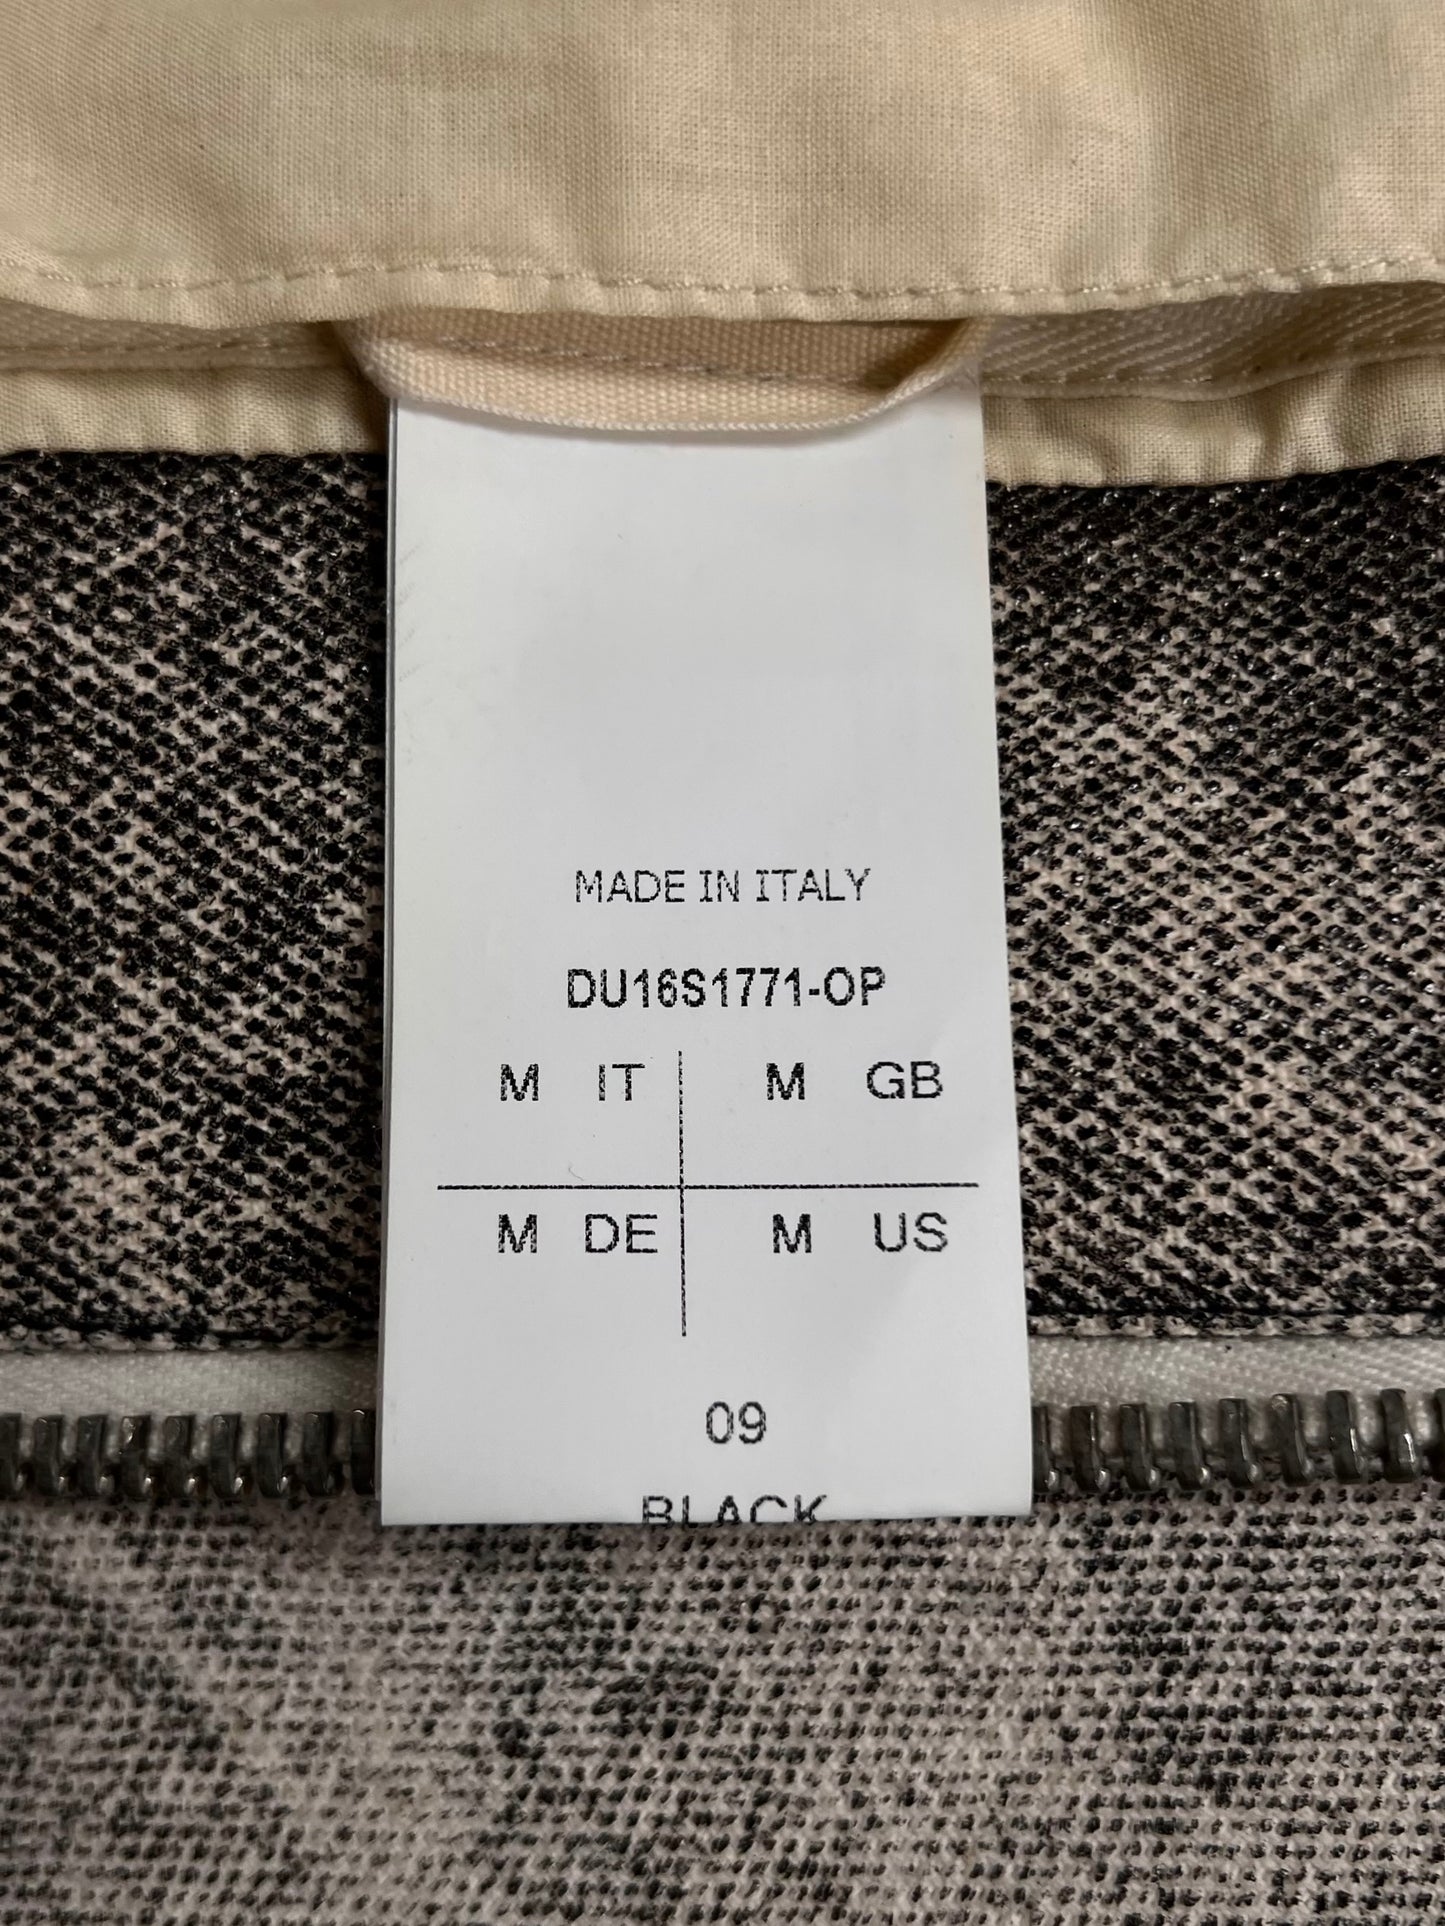 MADE IN ITALY
DU16S1771-OP
M IT M GB
M DE M US
09
BLACK